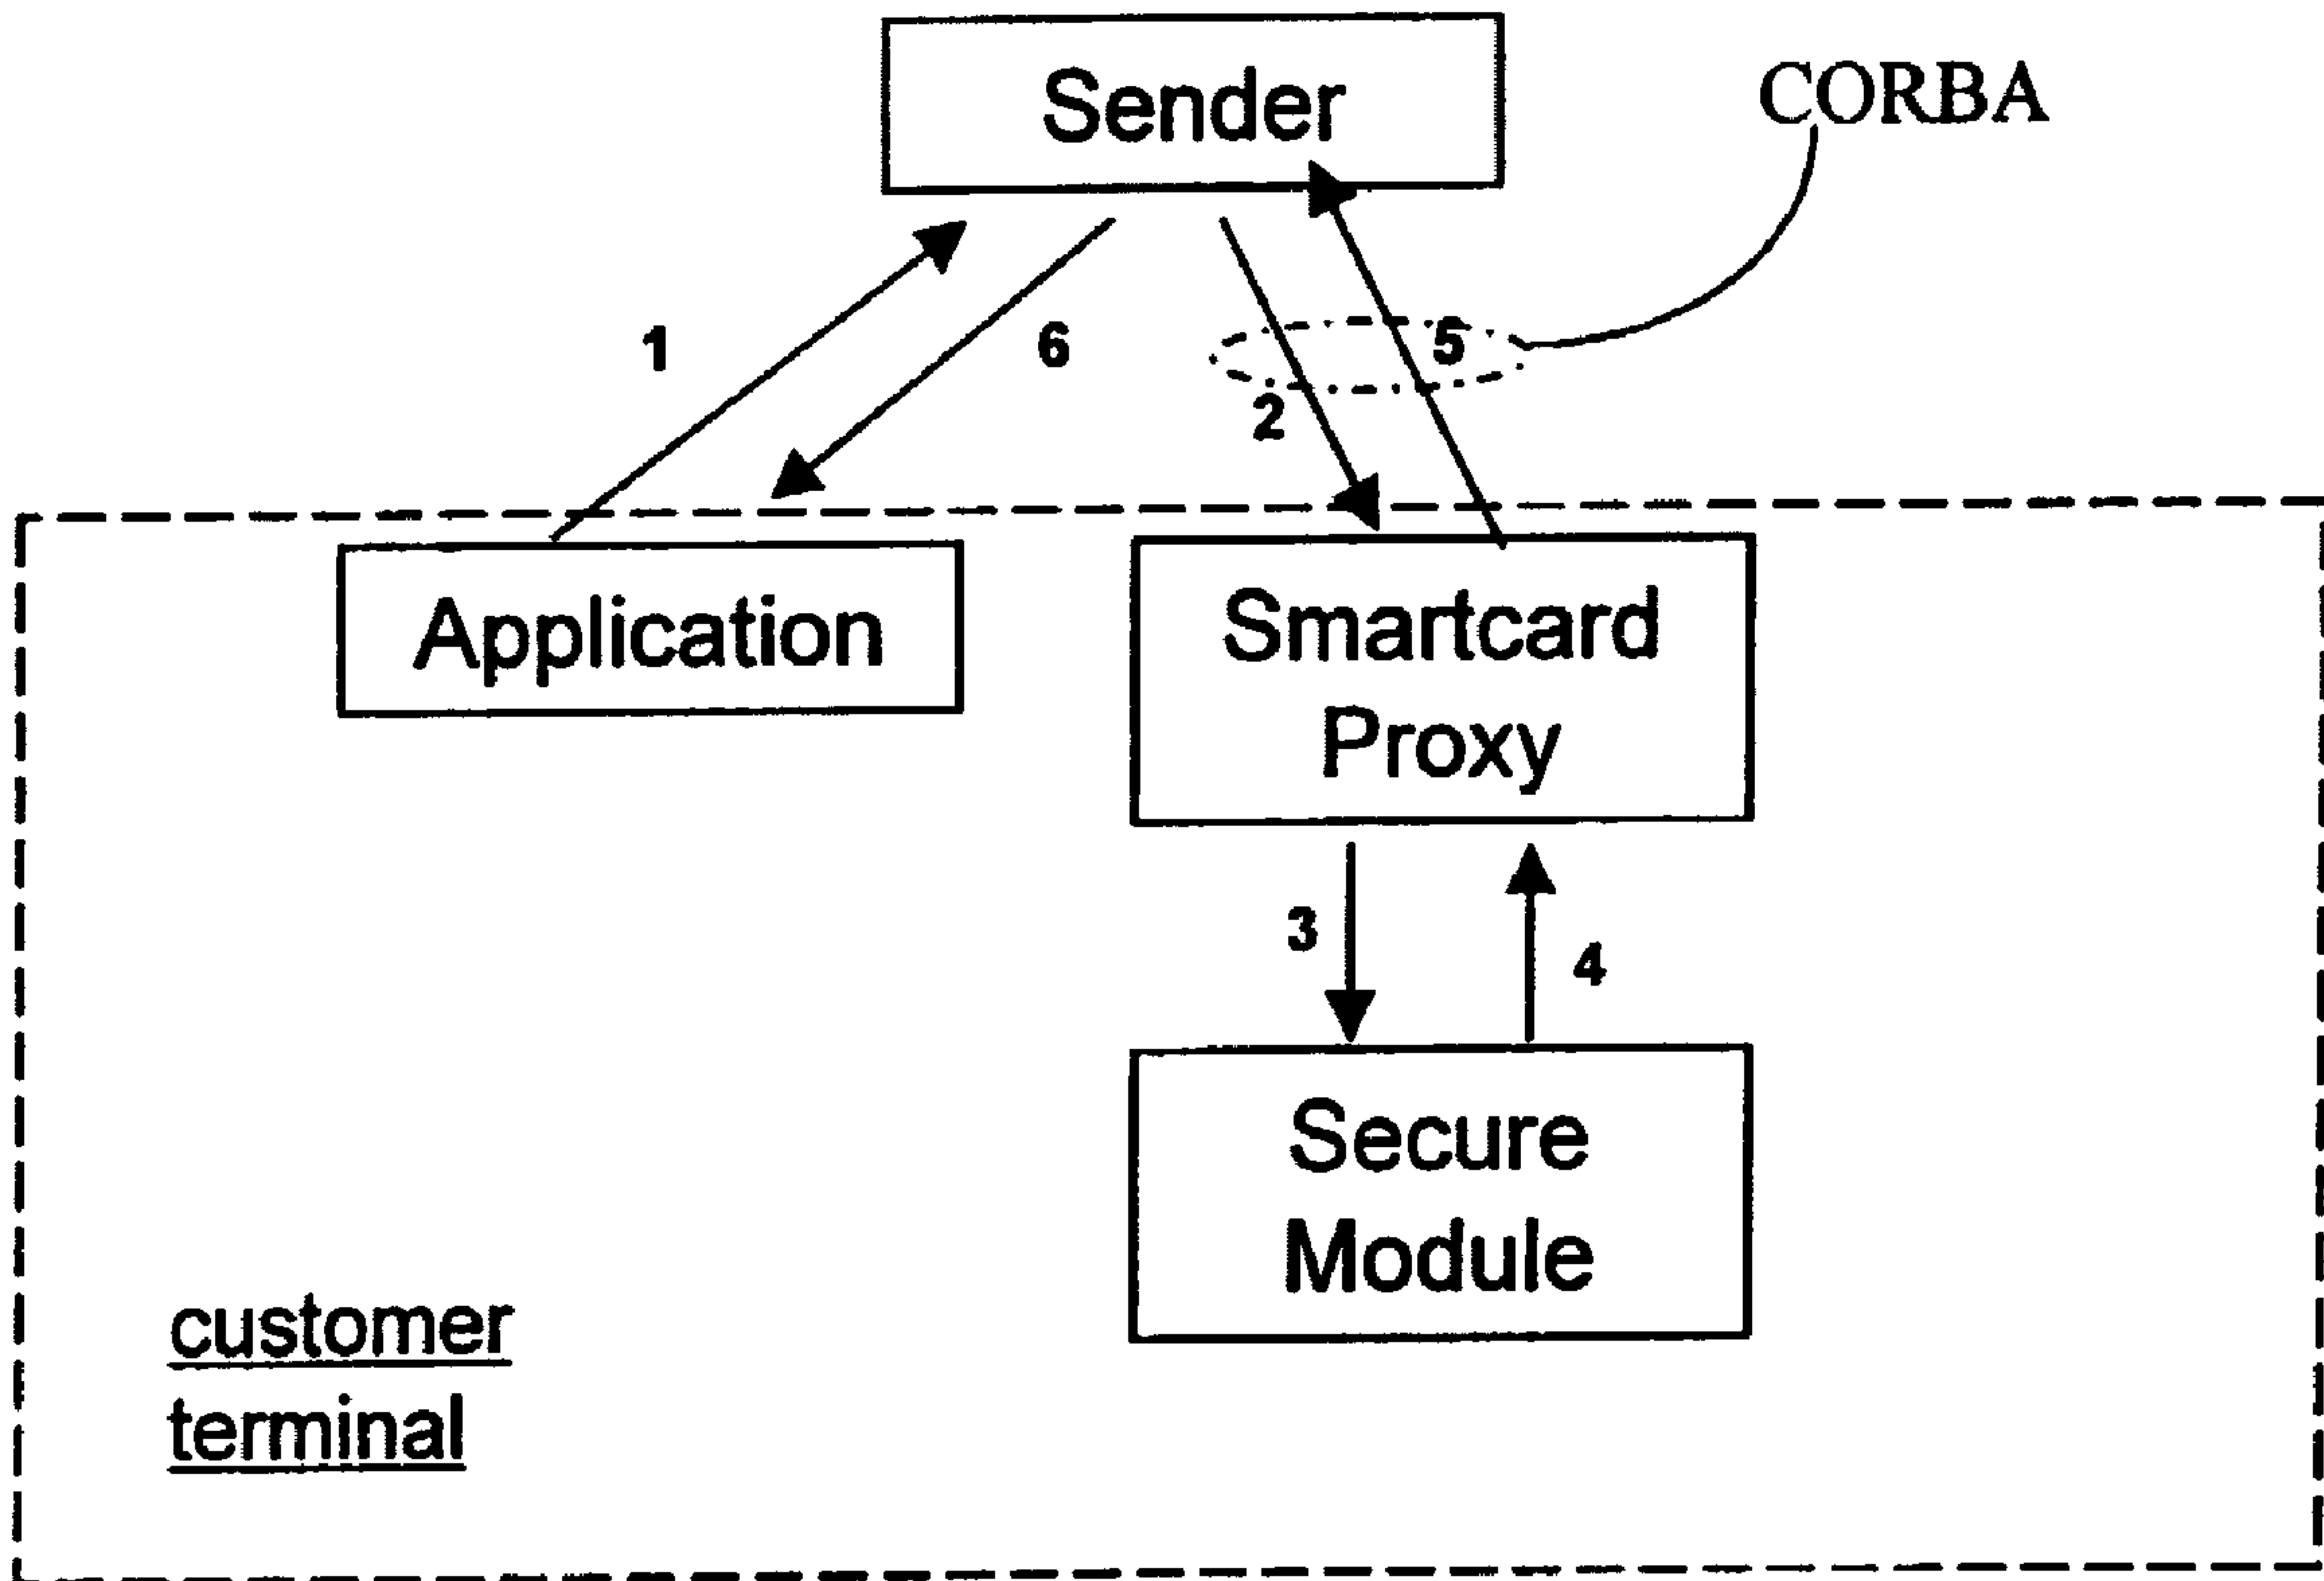 Sender
CORBA
1
6
5
2
Application
Smartcard
Proxy
3
4
Secure
Module
customer
terminal